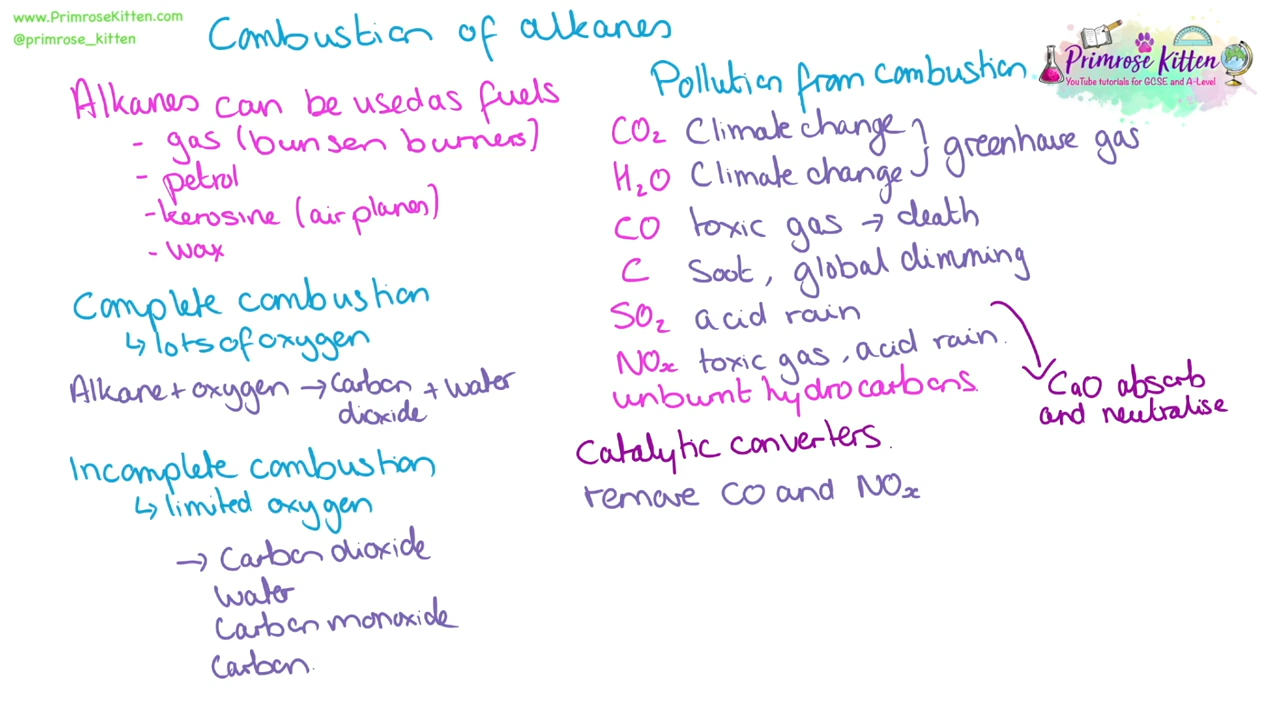 www.PrimroseKitten.com
@primrose_kitten
Combustion of alkanes
Primrose Kitten
YouTube tutorials for GCSE and A-Level
Alkanes can be used as fuels
- gas (bunsen burners)
- petrol
- kerosine (air planes)
- wax
Complete combustion
↳ lots of oxygen
Alkane + oxygen → Carbon dioxide + water
Incomplete combustion
↳ limited oxygen
→ Carbon dioxide
water
Carbon monoxide
Carbon.
Pollution from combustion
CO₂ Climate change } greenhouse gas
H₂O Climate change
CO toxic gas → death
C Soot, global dimming
SO₂ acid rain
NOx toxic gas, acid rain.
unburnt hydrocarbons.
CaO absorb
and neutralise
Catalytic converters.
remove CO and NOx